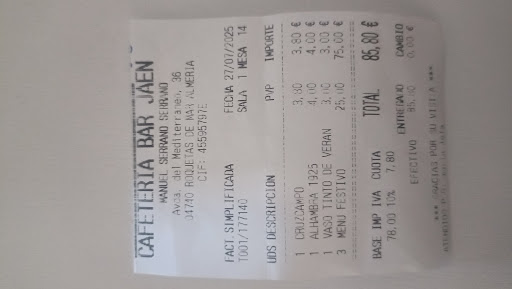 CAFETERIA BAR JAEN
MANUEL SERRANO SERRANO
Avda. del Mediterraneo, 36
04740 ROQUETAS DE MAR ALMERIA
CIF: 45595797E
FACT.SIMPLIFICADA FECHA 27/07/2025
T001/177140 SALA 1 MESA 14
UDS DESCRIPCIÓN PVP IMPORTE
1 CRUZCAMPO 3,80 3,80 €
1 ALHAMBRA 1925 4,00 4,00 €
1 VASO TINTO DE VERAN 3,00 3,00 €
3 MENU FESTIVO 25,00 75,00 €
TOTAL 85,80 €
BASE IMP IVA CUOTA
78,00 10% 7,80
ENTREGADO CAMBIO
EFECTIVO 85,80 0,00 €
*** GRACIAS POR SU VISITA ***